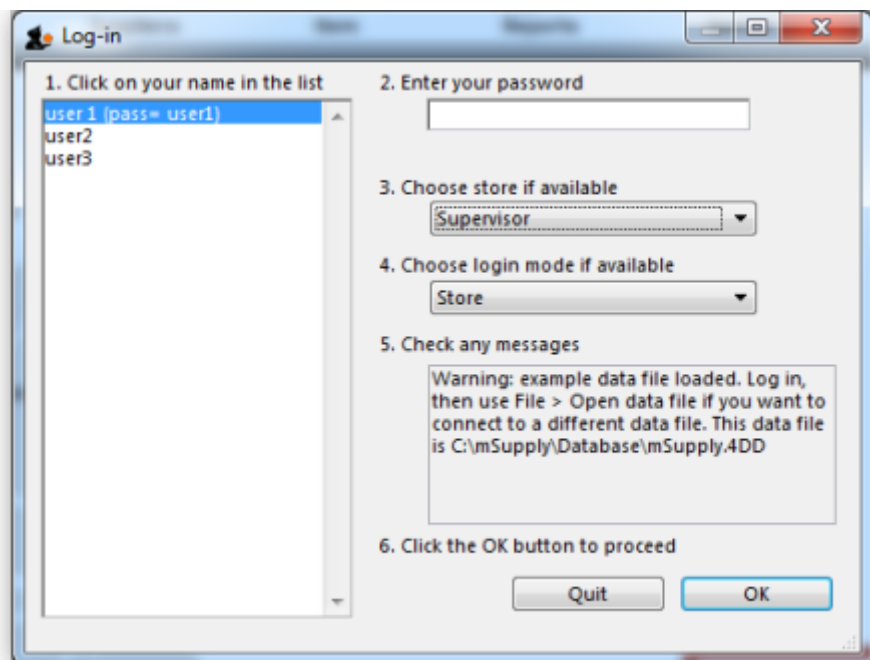 Log-in
1. Click on your name in the list
user 1 (pass= user1)
user2
user3
2. Enter your password
3. Choose store if available
Supervisor
4. Choose login mode if available
Store
5. Check any messages
Warning: example data file loaded. Log in,
then use File > Open data file if you want to
connect to a different data file. This data file
is C:\mSupply\Database\mSupply.4DD
6. Click the OK button to proceed
Quit
OK